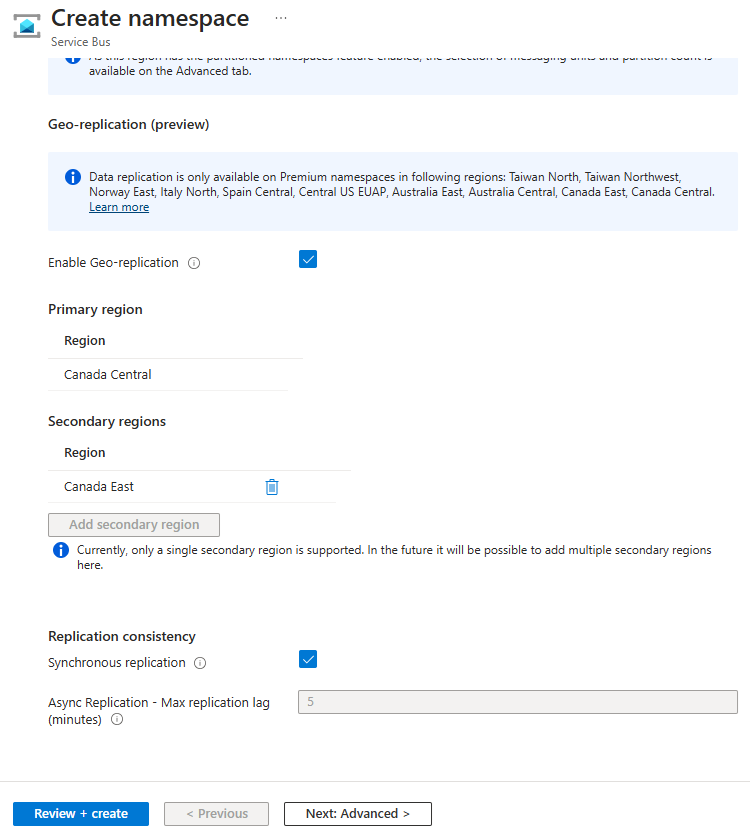 Create namespace ...
Service Bus
As this region has the partitioned namespaces feature enabled, the selection of messaging units and partition count is
available on the Advanced tab.
Geo-replication (preview)
Data replication is only available on Premium namespaces in following regions: Taiwan North, Taiwan Northwest,
Norway East, Italy North, Spain Central, Central US EUAP, Australia East, Australia Central, Canada East, Canada Central.
Learn more
Enable Geo-replication
Primary region
Region
Canada Central
Secondary regions
Region
Canada East
Add secondary region
Currently, only a single secondary region is supported. In the future it will be possible to add multiple secondary regions
here.
Replication consistency
Synchronous replication
Async Replication - Max replication lag
(minutes)
5
Review + create
< Previous
Next: Advanced >